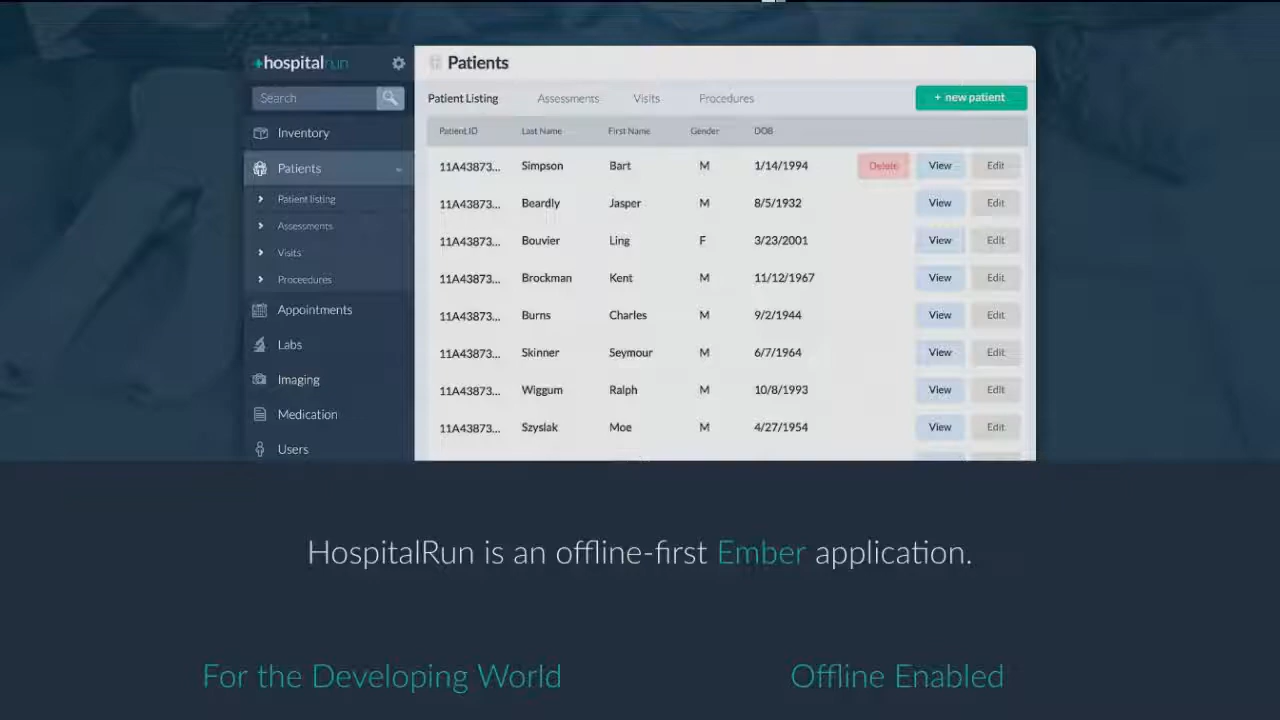 hospitalrun
Search
Inventory
Patients
Patient listing
Assessments
Visits
Proceedures
Appointments
Labs
Imaging
Medication
Users
Patients
Patient Listing Assessments Visits Procedures + new patient
Patient.ID Last Name First Name Gender DOB
11A43873... Simpson Bart M 1/14/1994 Delete View Edit
11A43873... Beardly Jasper M 8/5/1932 View Edit
11A43873... Bouvier Ling F 3/23/2001 View Edit
11A43873... Brockman Kent M 11/12/1967 View Edit
11A43873... Burns Charles M 9/2/1944 View Edit
11A43873... Skinner Seymour M 6/7/1964 View Edit
11A43873... Wiggum Ralph M 10/8/1993 View Edit
11A43873... Szyslak Moe M 4/27/1954 View Edit
HospitalRun is an offline-first Ember application.
For the Developing World Offline Enabled